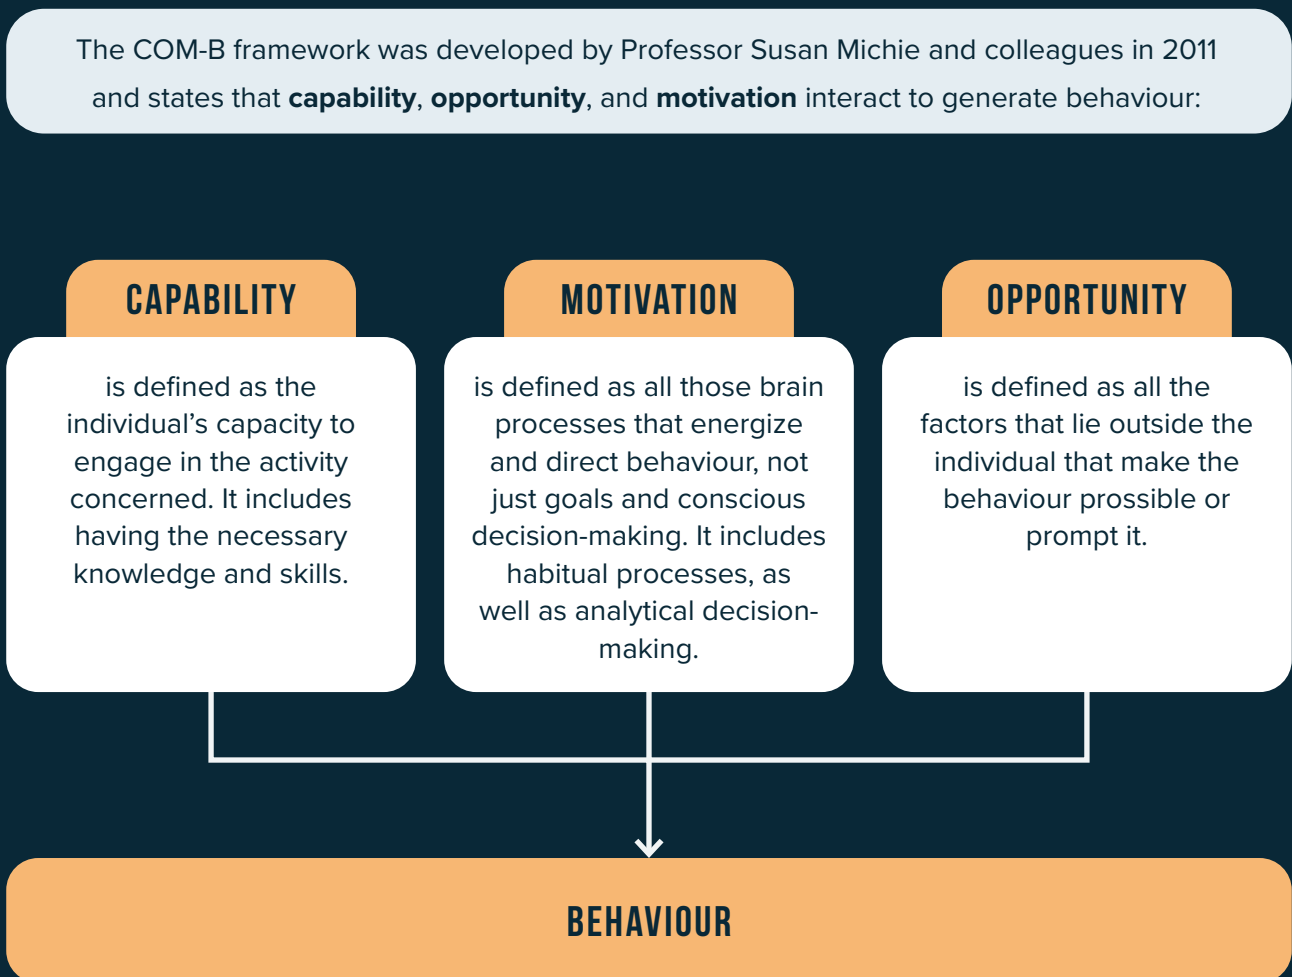 The COM-B framework was developed by Professor Susan Michie and colleagues in 2011
and states that capability, opportunity, and motivation interact to generate behaviour:
CAPABILITY
is defined as the
individual’s capacity to
engage in the activity
concerned. It includes
having the necessary
knowledge and skills.
MOTIVATION
is defined as all those brain
processes that energize
and direct behaviour, not
just goals and conscious
decision-making. It includes
habitual processes, as
well as analytical decision-
making.
OPPORTUNITY
is defined as all the
factors that lie outside the
individual that make the
behaviour prossible or
prompt it.
BEHAVIOUR